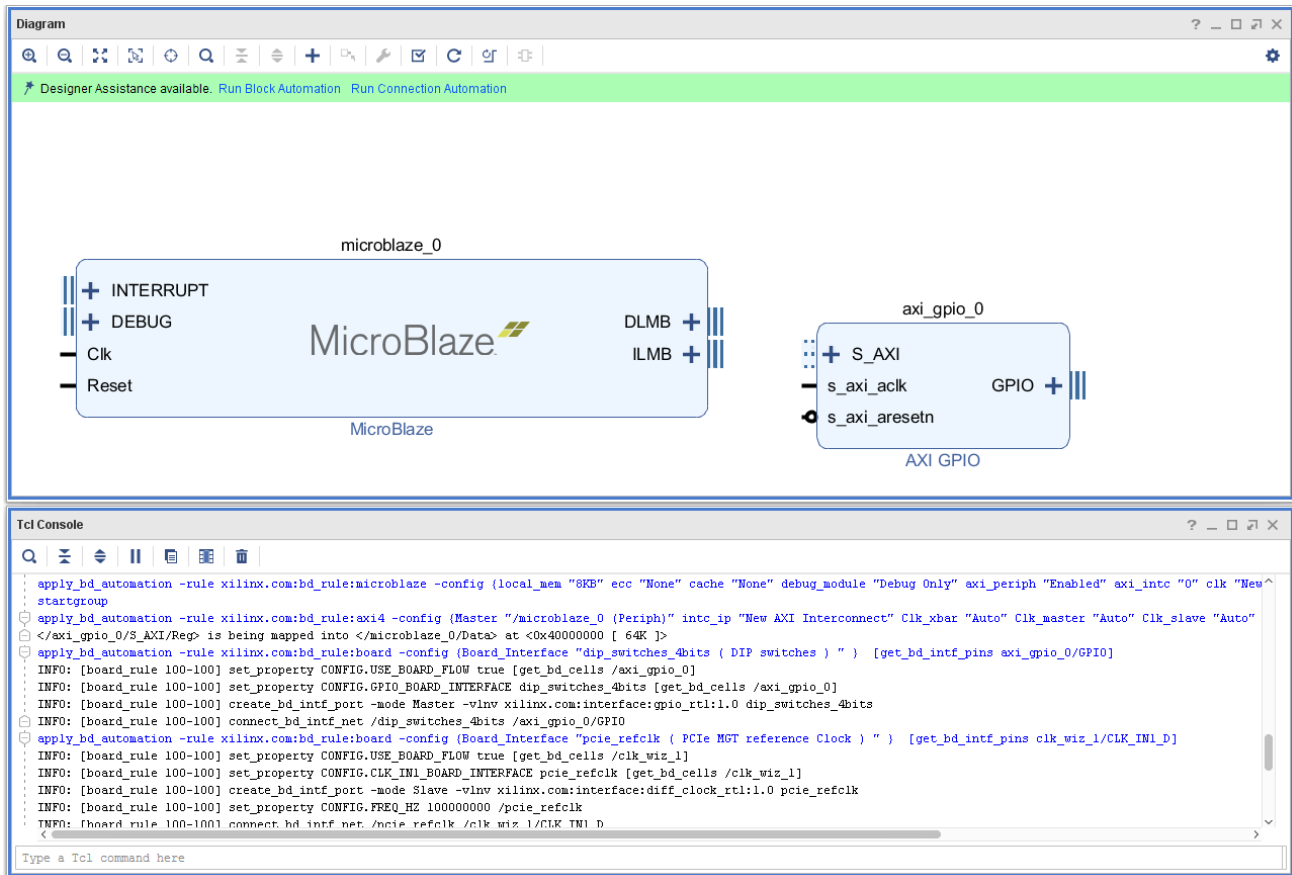 Diagram
Designer Assistance available. Run Block Automation Run Connection Automation
microblaze_0
INTERRUPT
DEBUG
Clk
Reset
MicroBlaze
DLMB
ILMB
MicroBlaze
axi_gpio_0
S_AXI
s_axi_aclk
s_axi_aresetn
GPIO
AXI GPIO
Tcl Console
apply_bd_automation -rule xilinx.com:bd_rule:microblaze -config {local_mem "8KB" ecc "None" cache "None" debug_module "Debug Only" axi_periph "Enabled" axi_intc "0" clk "New
startgroup
apply_bd_automation -rule xilinx.com:bd_rule:axi4 -config {Master "/microblaze_0 (Periph)" intc_ip "New AXI Interconnect" Clk_xbar "Auto" Clk_master "Auto" Clk_slave "Auto"
</axi_gpio_0/S_AXI/Reg> is being mapped into </microblaze_0/Data> at <0x40000000 [ 64K ]>
apply_bd_automation -rule xilinx.com:bd_rule:board -config {Board_Interface "dip_switches_4bits ( DIP switches ) " } [get_bd_intf_pins axi_gpio_0/GPIO]
INFO: [board_rule 100-100] set_property CONFIG.USE_BOARD_FLOW true [get_bd_cells /axi_gpio_0]
INFO: [board_rule 100-100] set_property CONFIG.GPIO_BOARD_INTERFACE dip_switches_4bits [get_bd_cells /axi_gpio_0]
INFO: [board_rule 100-100] create_bd_intf_port -mode Master -vlnv xilinx.com:interface:gpio_rtl:1.0 dip_switches_4bits
INFO: [board_rule 100-100] connect_bd_intf_net /dip_switches_4bits /axi_gpio_0/GPIO
apply_bd_automation -rule xilinx.com:bd_rule:board -config {Board_Interface "pcie_refclk ( PCIe MGT reference Clock ) " } [get_bd_intf_pins clk_wiz_1/CLK_IN1_D]
INFO: [board_rule 100-100] set_property CONFIG.USE_BOARD_FLOW true [get_bd_cells /clk_wiz_1]
INFO: [board_rule 100-100] set_property CONFIG.CLK_IN1_BOARD_INTERFACE pcie_refclk [get_bd_cells /clk_wiz_1]
INFO: [board_rule 100-100] create_bd_intf_port -mode Slave -vlnv xilinx.com:interface:diff_clock_rtl:1.0 pcie_refclk
INFO: [board_rule 100-100] set_property CONFIG.FREQ_HZ 100000000 /pcie_refclk
INFO: [board_rule 100-100] connect_bd_intf_net /pcie_refclk /clk_wiz_1/CLK_IN1_D
Type a Tcl command here